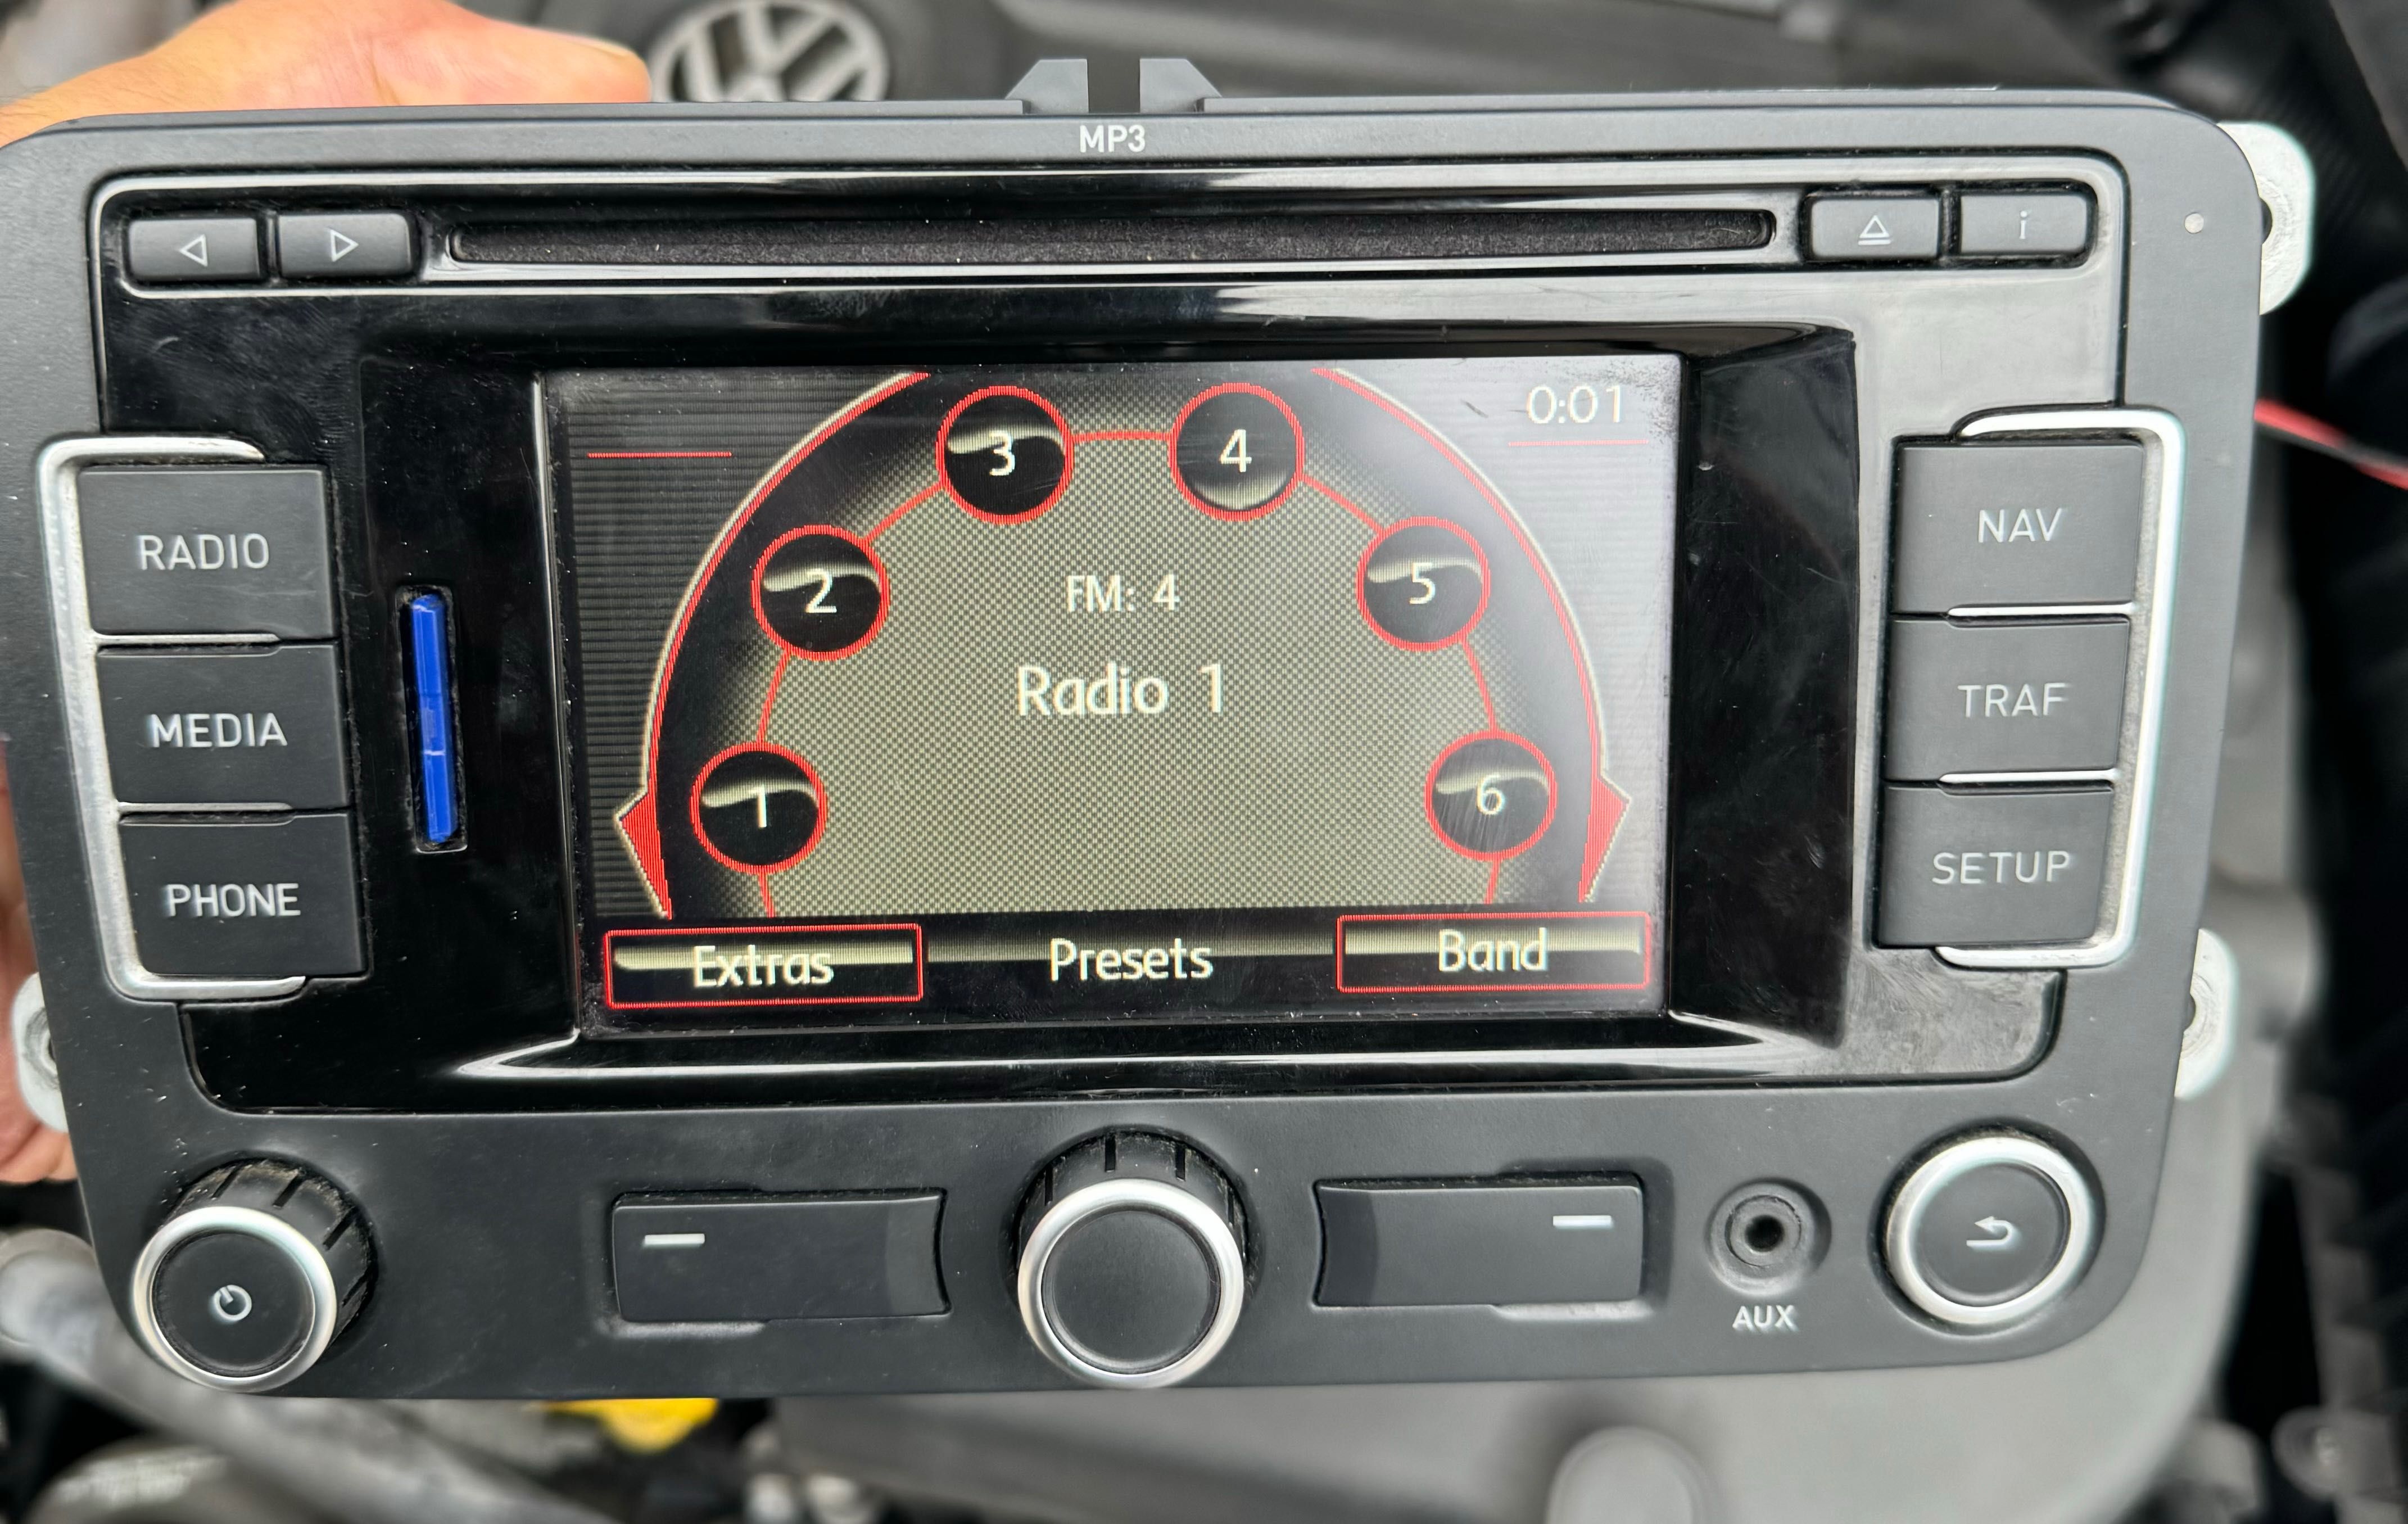 MP3
i
0:01
3 4
2 5
FM: 4
Radio 1
1 6
Extras Presets Band
RADIO
MEDIA
PHONE
NAV
TRAF
SETUP
AUX